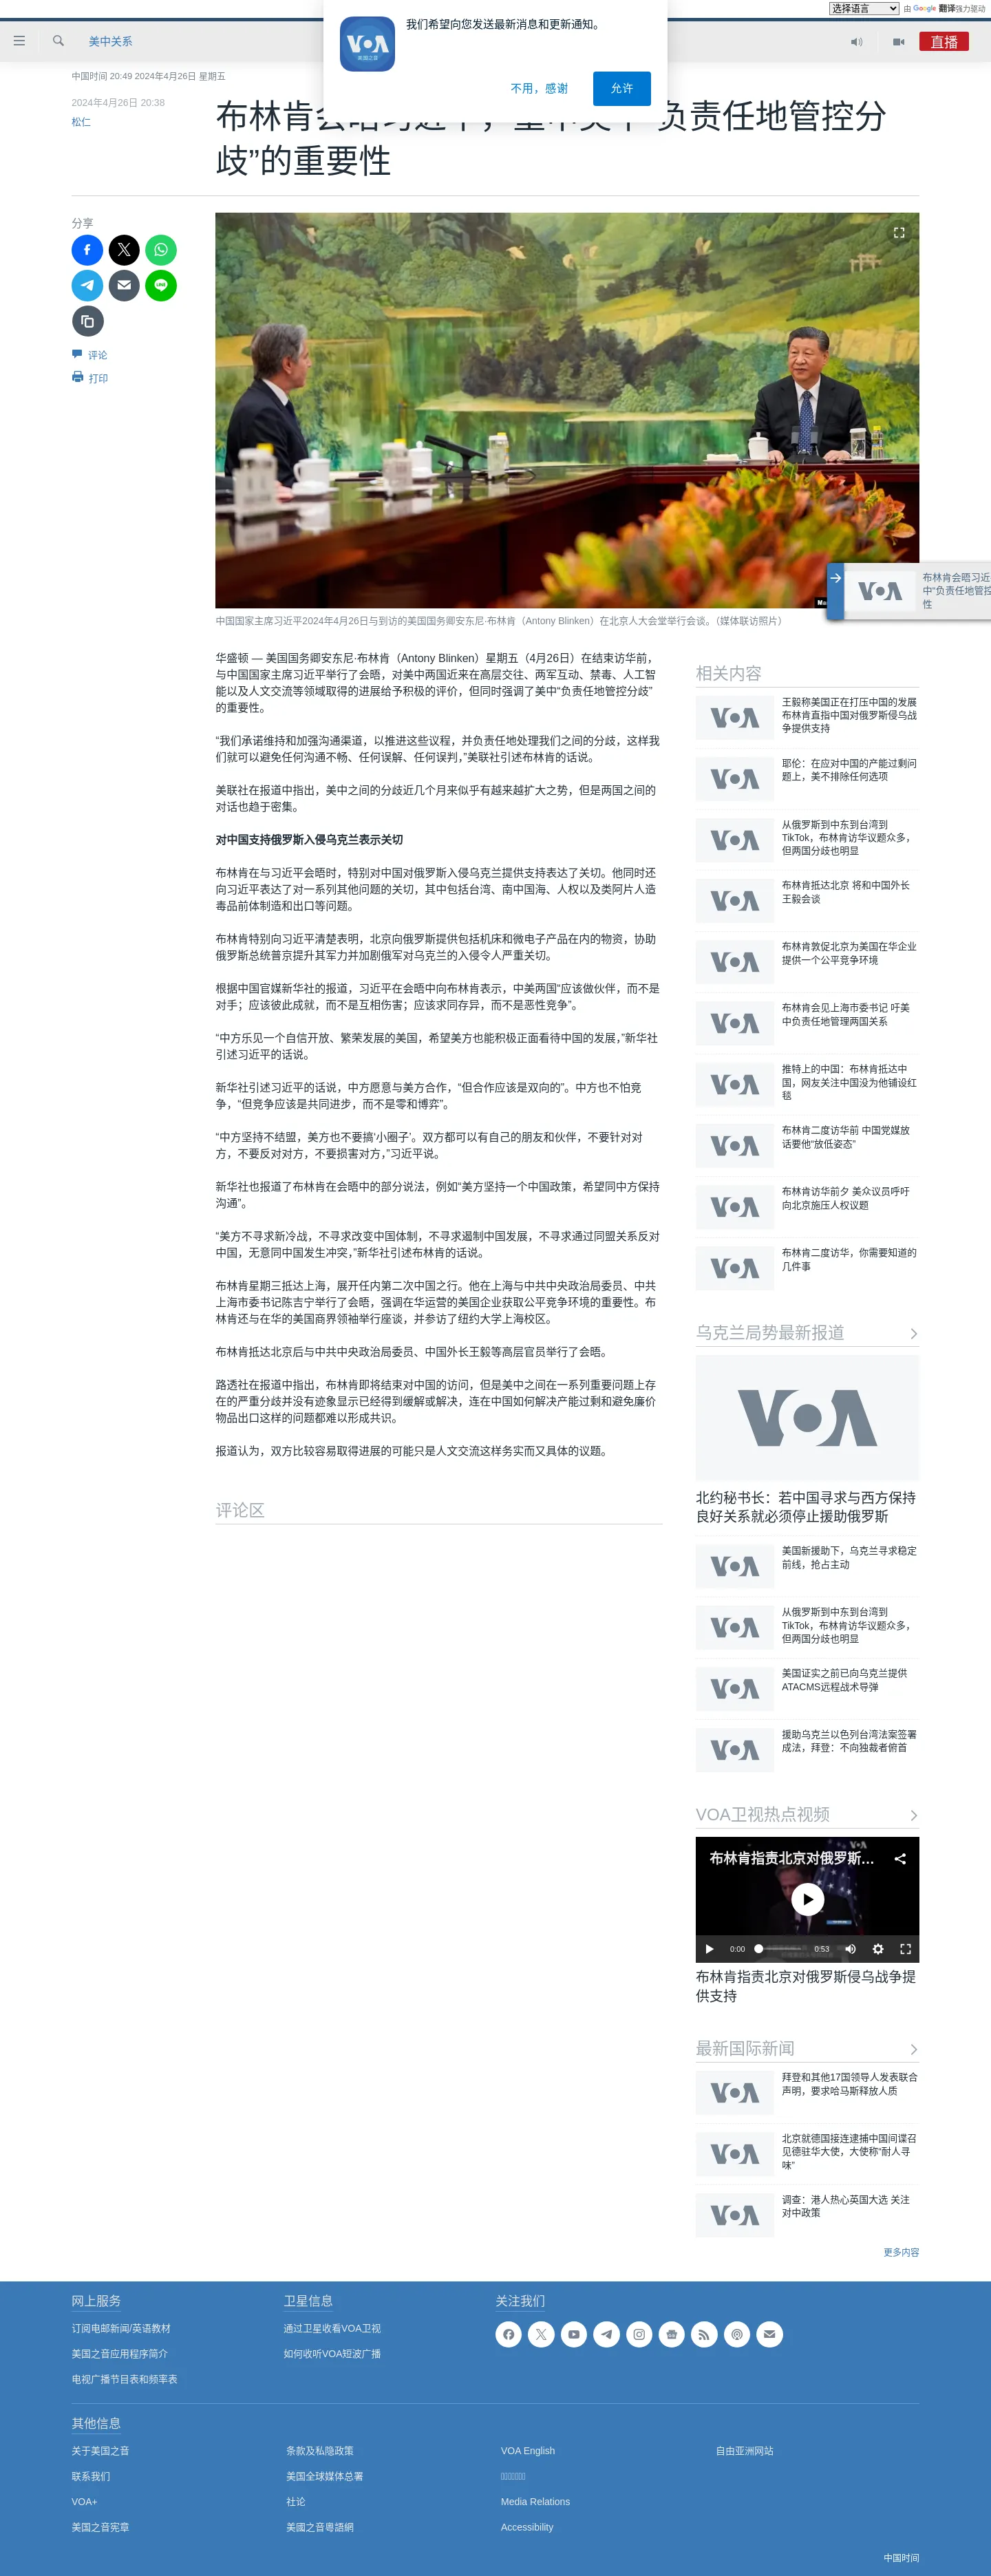 选择语言 由 Google 翻译强力驱动
我们希望向您发送最新消息和更新通知。
VOA
美国之音
不用，感谢
允许
美中关系
直播
中国时间 20:49 2024年4月26日 星期五
2024年4月26日 20:38
松仁
负责任地管控分
歧”的重要性
分享
评论
打印
布林肯会晤习近
中“负责任地管控
性
VOA
中国国家主席习近平2024年4月26日与到访的美国国务卿安东尼·布林肯（Antony Blinken）在北京人大会堂举行会谈。（媒体联访照片）
华盛顿 — 美国国务卿安东尼·布林肯（Antony Blinken）星期五（4月26日）在结束访华前，
与中国国家主席习近平举行了会晤，对美中两国近来在高层交往、两军互动、禁毒、人工智
能以及人文交流等领域取得的进展给予积极的评价，但同时强调了美中“负责任地管控分歧”
的重要性。
“我们承诺维持和加强沟通渠道，以推进这些议程，并负责任地处理我们之间的分歧，这样我
们就可以避免任何沟通不畅、任何误解、任何误判，”美联社引述布林肯的话说。
美联社在报道中指出，美中之间的分歧近几个月来似乎有越来越扩大之势，但是两国之间的
对话也趋于密集。
对中国支持俄罗斯入侵乌克兰表示关切
布林肯在与习近平会晤时，特别对中国对俄罗斯入侵乌克兰提供支持表达了关切。他同时还
向习近平表达了对一系列其他问题的关切，其中包括台湾、南中国海、人权以及类阿片人造
毒品前体制造和出口等问题。
布林肯特别向习近平清楚表明，北京向俄罗斯提供包括机床和微电子产品在内的物资，协助
俄罗斯总统普京提升其军力并加剧俄军对乌克兰的入侵令人严重关切。
根据中国官媒新华社的报道，习近平在会晤中向布林肯表示，中美两国“应该做伙伴，而不是
对手；应该彼此成就，而不是互相伤害；应该求同存异，而不是恶性竞争”。
“中方乐见一个自信开放、繁荣发展的美国，希望美方也能积极正面看待中国的发展，”新华社
引述习近平的话说。
新华社引述习近平的话说，中方愿意与美方合作，“但合作应该是双向的”。中方也不怕竞
争，“但竞争应该是共同进步，而不是零和博弈”。
“中方坚持不结盟，美方也不要搞‘小圈子’。双方都可以有自己的朋友和伙伴，不要针对对
方，不要反对对方，不要损害对方，”习近平说。
新华社也报道了布林肯在会晤中的部分说法，例如“美方坚持一个中国政策，希望同中方保持
沟通”。
“美方不寻求新冷战，不寻求改变中国体制，不寻求遏制中国发展，不寻求通过同盟关系反对
中国，无意同中国发生冲突，”新华社引述布林肯的话说。
布林肯星期三抵达上海，展开任内第二次中国之行。他在上海与中共中央政治局委员、中共
上海市委书记陈吉宁举行了会晤，强调在华运营的美国企业获取公平竞争环境的重要性。布
林肯还与在华的美国商界领袖举行座谈，并参访了纽约大学上海校区。
布林肯抵达北京后与中共中央政治局委员、中国外长王毅等高层官员举行了会晤。
路透社在报道中指出，布林肯即将结束对中国的访问，但是美中之间在一系列重要问题上存
在的严重分歧并没有迹象显示已经得到缓解或解决，连在中国如何解决产能过剩和避免廉价
物品出口这样的问题都难以形成共识。
报道认为，双方比较容易取得进展的可能只是人文交流这样务实而又具体的议题。
评论区
相关内容
王毅称美国正在打压中国的发展
布林肯直指中国对俄罗斯侵乌战
争提供支持
耶伦：在应对中国的产能过剩问
题上，美不排除任何选项
从俄罗斯到中东到台湾到
TikTok，布林肯访华议题众多，
但两国分歧也明显
布林肯抵达北京 将和中国外长
王毅会谈
布林肯敦促北京为美国在华企业
提供一个公平竞争环境
布林肯会见上海市委书记 吁美
中负责任地管理两国关系
推特上的中国：布林肯抵达中
国，网友关注中国没为他铺设红
毯
布林肯二度访华前 中国党媒放
话要他“放低姿态”
布林肯访华前夕 美众议员呼吁
向北京施压人权议题
布林肯二度访华，你需要知道的
几件事
乌克兰局势最新报道
北约秘书长：若中国寻求与西方保持
良好关系就必须停止援助俄罗斯
美国新援助下，乌克兰寻求稳定
前线，抢占主动
从俄罗斯到中东到台湾到
TikTok，布林肯访华议题众多，
但两国分歧也明显
美国证实之前已向乌克兰提供
ATACMS远程战术导弹
援助乌克兰以色列台湾法案签署
成法，拜登：不向独裁者俯首
VOA卫视热点视频
布林肯指责北京对俄罗斯...
0:00 0:53
布林肯指责北京对俄罗斯侵乌战争提
供支持
最新国际新闻
拜登和其他17国领导人发表联合
声明，要求哈马斯释放人质
北京就德国接连逮捕中国间谍召
见德驻华大使，大使称“耐人寻
味”
调查：港人热心英国大选 关注
对中政策
更多内容
网上服务
订阅电邮新闻/英语教材
美国之音应用程序简介
电视广播节目表和频率表
卫星信息
通过卫星收看VOA卫视
如何收听VOA短波广播
关注我们
其他信息
关于美国之音 条款及私隐政策 VOA English 自由亚洲网站
联系我们 美国全球媒体总署
VOA+ 社论 Media Relations
美国之音宪章 美國之音粵語網 Accessibility
中国时间